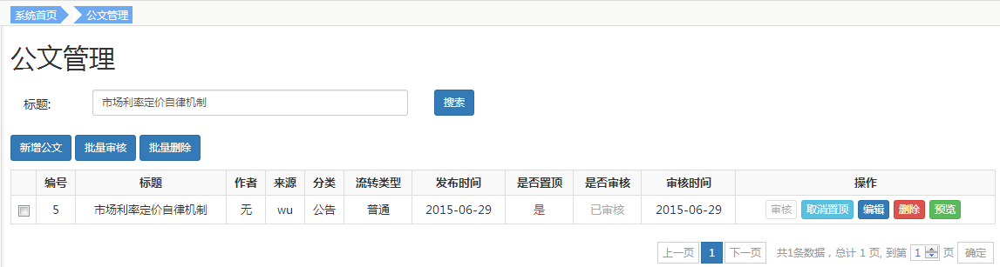 系统首页 公文管理
公文管理
标题: 市场利率定价自律机制 搜索
新增公文 批量审核 批量删除
编号 标题 作者 来源 分类 流转类型 发布时间 是否置顶 是否审核 审核时间 操作
5 市场利率定价自律机制 无 wu 公告 普通 2015-06-29 是 已审核 2015-06-29 审核 取消置顶 编辑 删除 预览
上一页 1 下一页 共1条数据，总计 1 页, 到第 1 页 确定